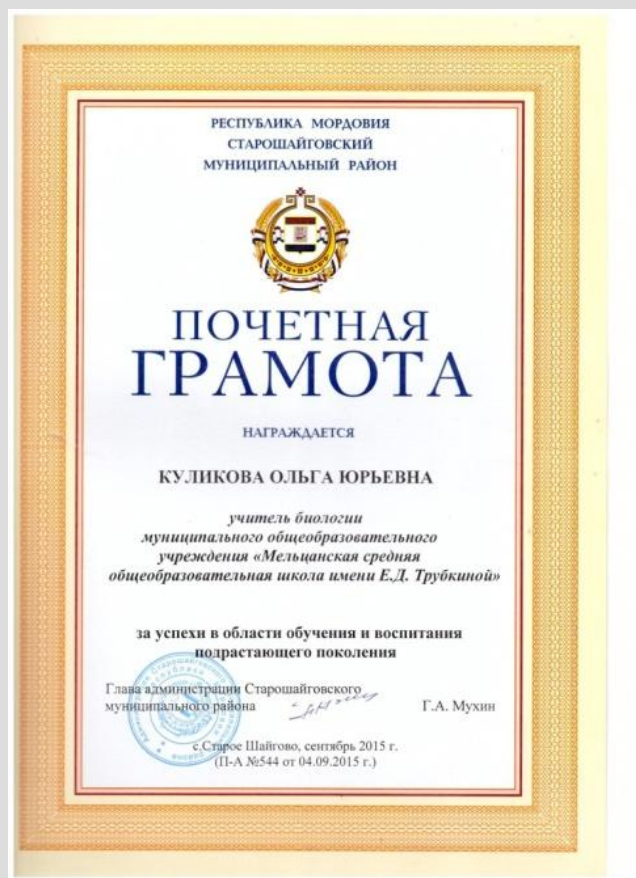 РЕСПУБЛИКА МОРДОВИЯ
СТАРОШАЙГОВСКИЙ
МУНИЦИПАЛЬНЫЙ РАЙОН
ПОЧЕТНАЯ
ГРАМОТА
НАГРАЖДАЕТСЯ
КУЛИКОВА ОЛЬГА ЮРЬЕВНА
учитель биологии
муниципального общеобразовательного
учреждения «Мельцанская средняя
общеобразовательная школа имени Е.Д. Трубкиной»
за успехи в области обучения и воспитания
подрастающего поколения
Глава администрации Старошайговского
муниципального района Г.А. Мухин
с.Старое Шайгово, сентябрь 2015 г.
(П-А №544 от 04.09.2015 г.)